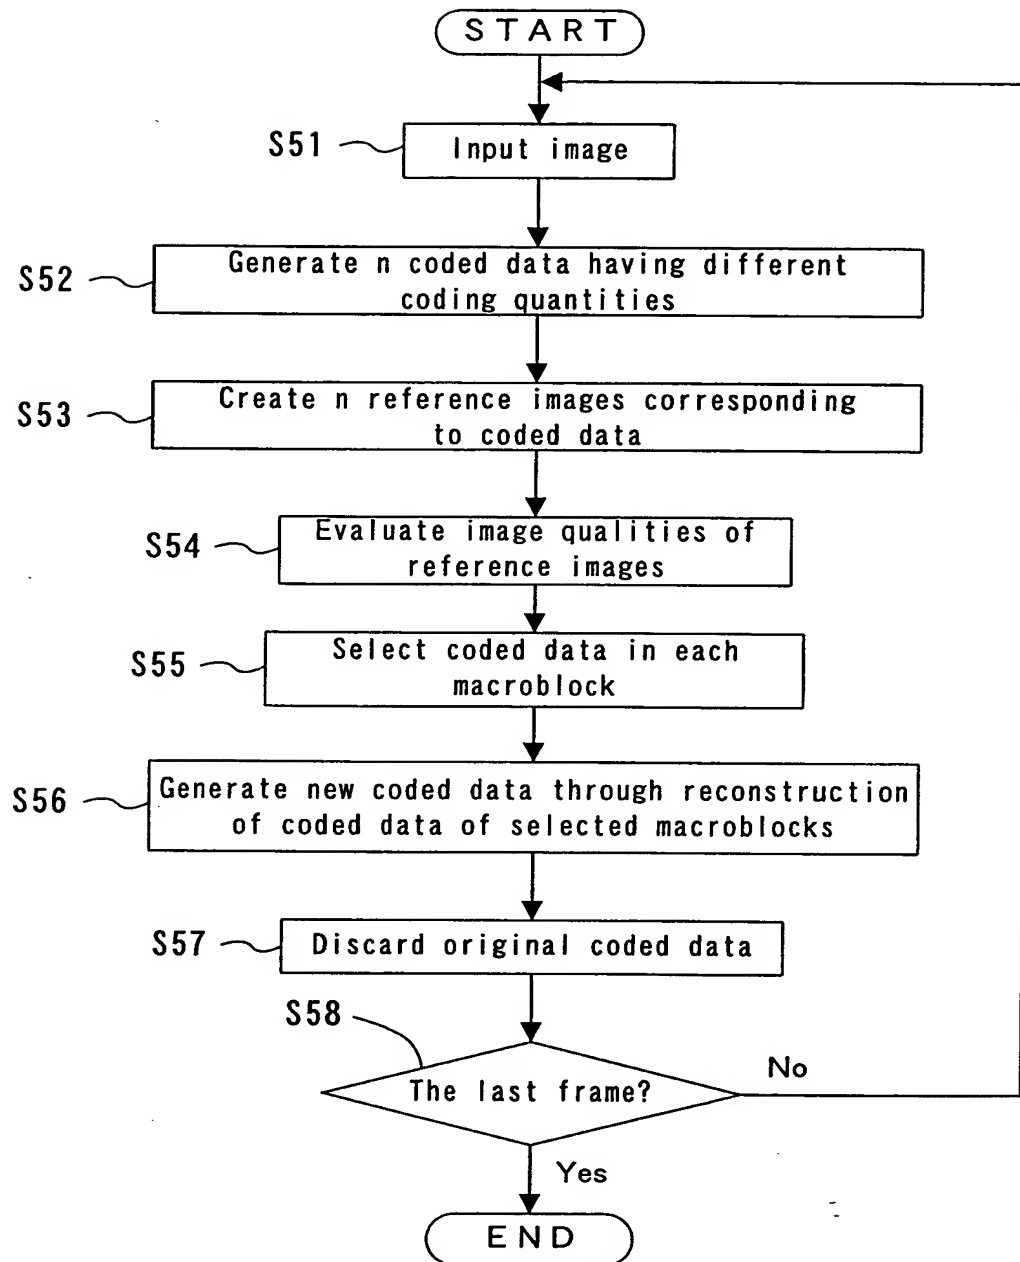 START
S51
Input image
S52
Generate n coded data having different
coding quantities
S53
Create n reference images corresponding
to coded data
S54
Evaluate image qualities of
reference images
S55
Select coded data in each
macroblock
S56
Generate new coded data through reconstruction
of coded data of selected macroblocks
S57
Discard original coded data
S58
The last frame?
No
Yes
END